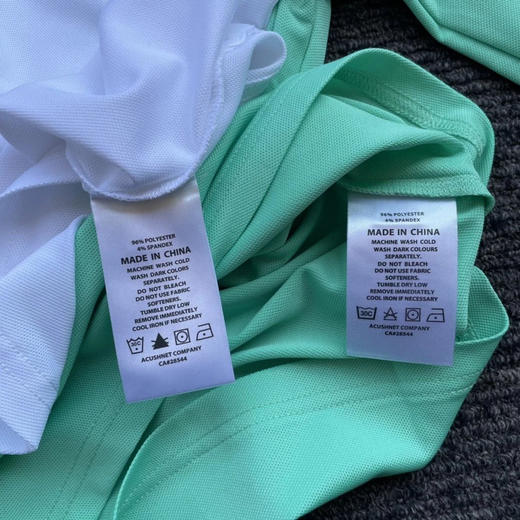 96% POLYESTER
4% SPANDEX
MADE IN CHINA
MACHINE WASH COLD
WASH DARK COLOURS
SEPARATELY.
DO NOT BLEACH
DO NOT USE FABRIC
SOFTENERS.
TUMBLE DRY LOW
REMOVE IMMEDIATELY
COOL IRON IF NECESSARY
30C
ACUSHNET COMPANY
CA#28544
96% POLYESTER
4% SPANDEX
MADE IN CHINA
MACHINE WASH COLD
WASH DARK COLOURS
SEPARATELY.
DO NOT BLEACH
DO NOT USE FABRIC
SOFTENERS.
TUMBLE DRY LOW
REMOVE IMMEDIATELY
COOL IRON IF NECESSARY
30C
ACUSHNET COMPANY
CA#28544